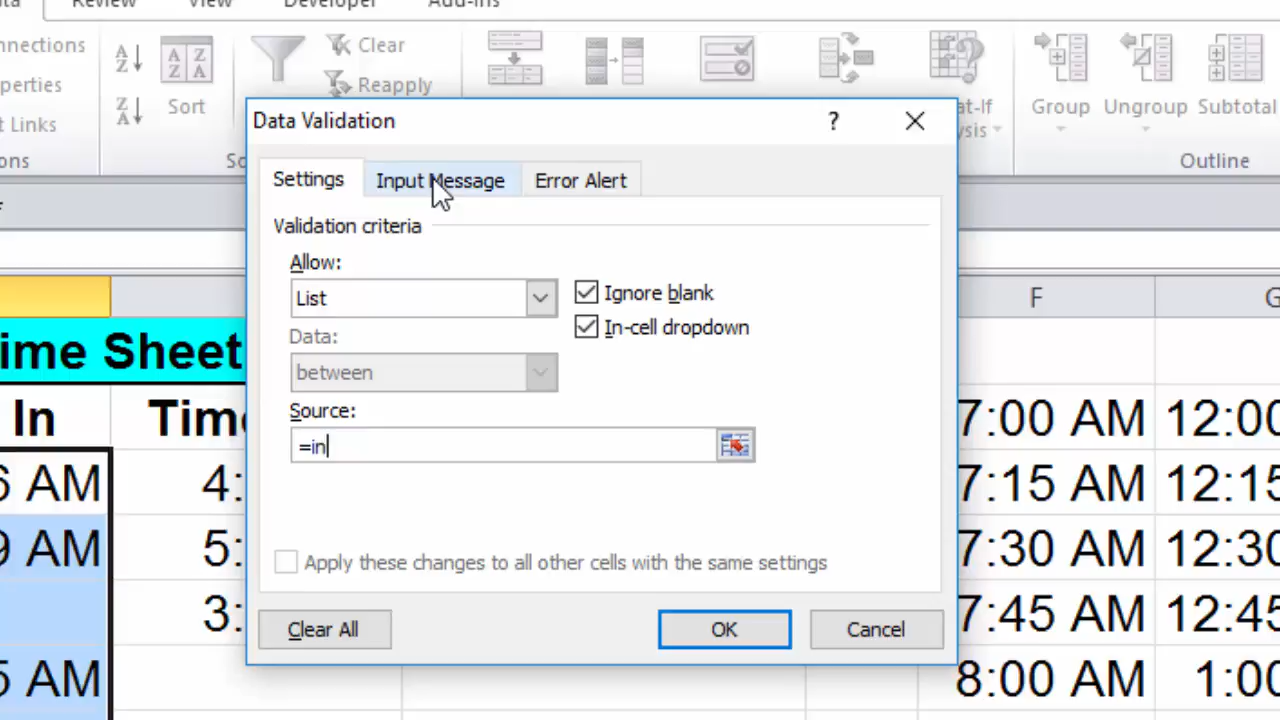 Review View Developer Add-Ins
Clear
Reapply
Sort
Links
Group Ungroup Subtotal
Outline
Data Validation
?
Settings Input Message Error Alert
Validation criteria
Allow:
List
Ignore blank
In-cell dropdown
Data:
between
Source:
=in
Apply these changes to all other cells with the same settings
Clear All OK Cancel
F G
ime Sheet
In Time
7:00 AM 12:00
6 AM 4:
7:15 AM 12:15
9 AM 5:
7:30 AM 12:30
3:
7:45 AM 12:45
5 AM
8:00 AM 1:00